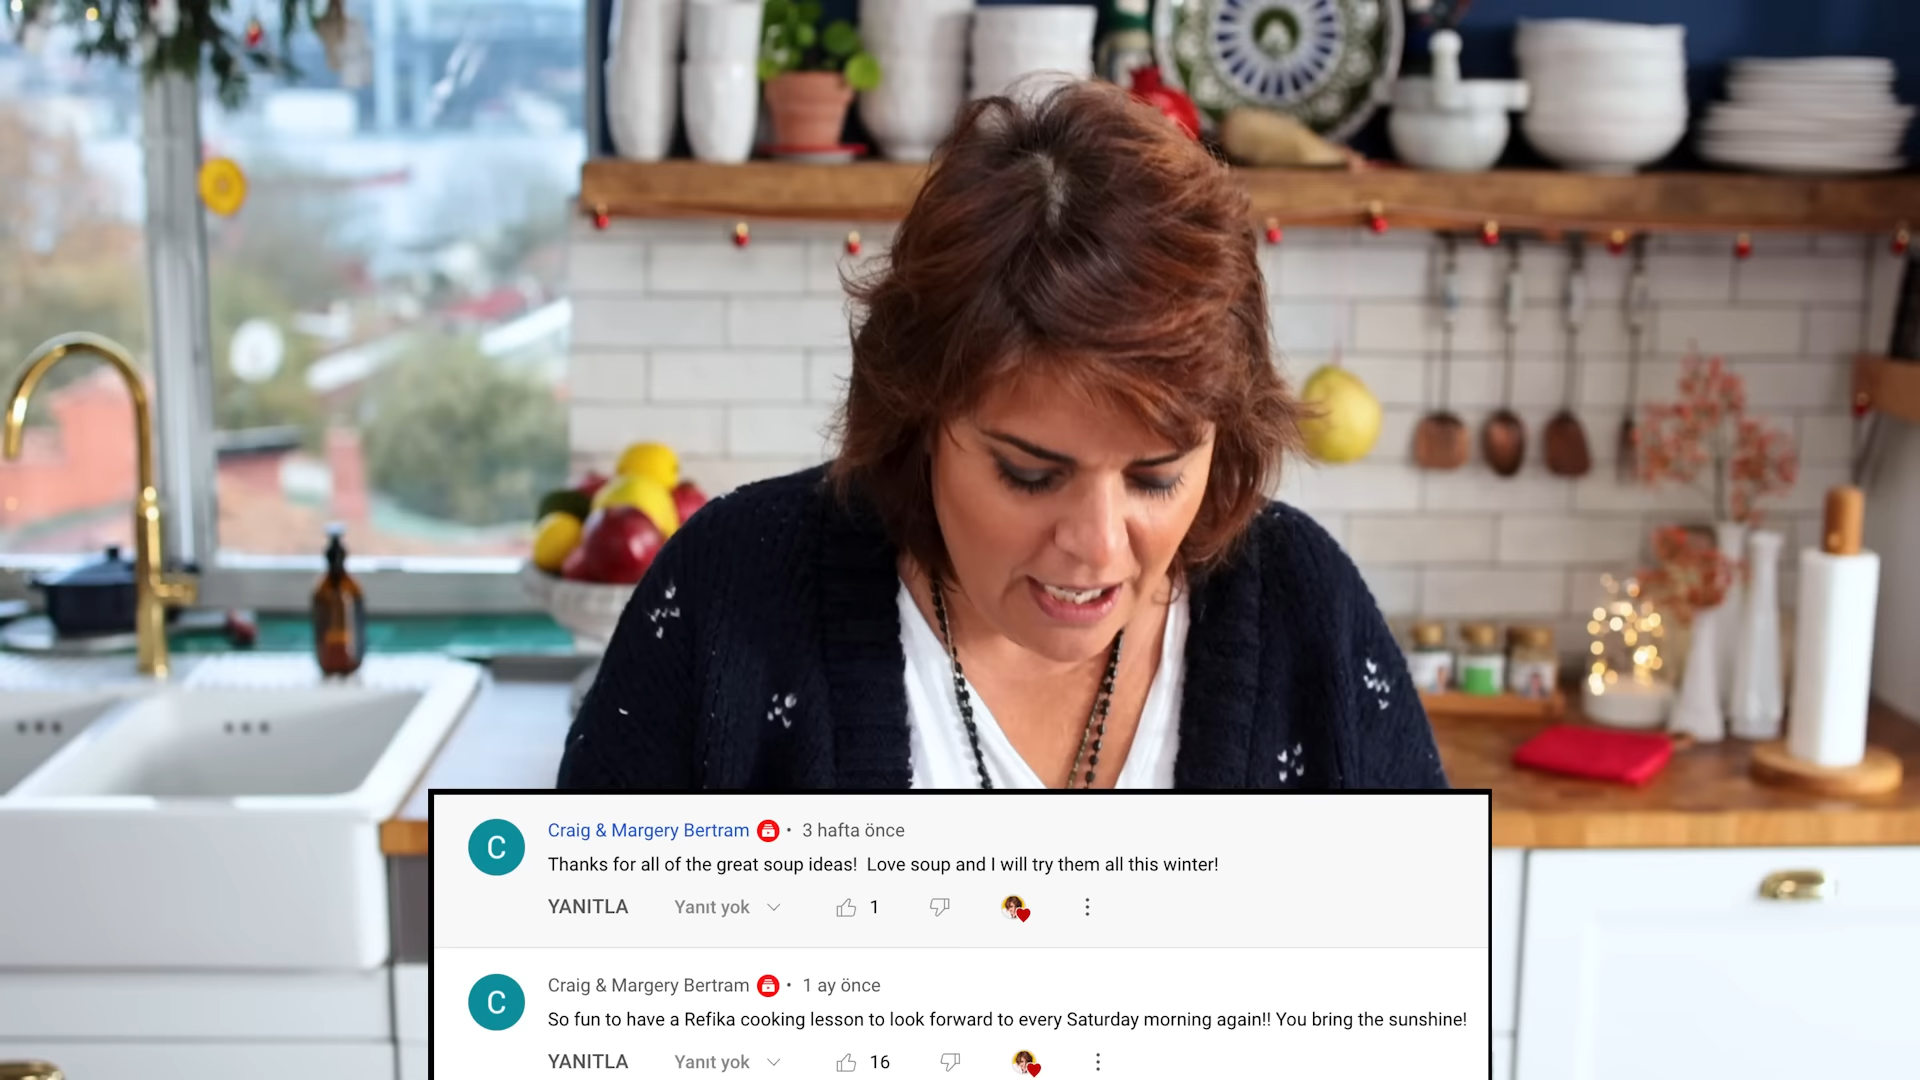 C
Craig & Margery Bertram • 3 hafta önce
Thanks for all of the great soup ideas! Love soup and I will try them all this winter!
YANITLA Yanıt yok 1
C
Craig & Margery Bertram • 1 ay önce
So fun to have a Refika cooking lesson to look forward to every Saturday morning again!! You bring the sunshine!
YANITLA Yanıt yok 16